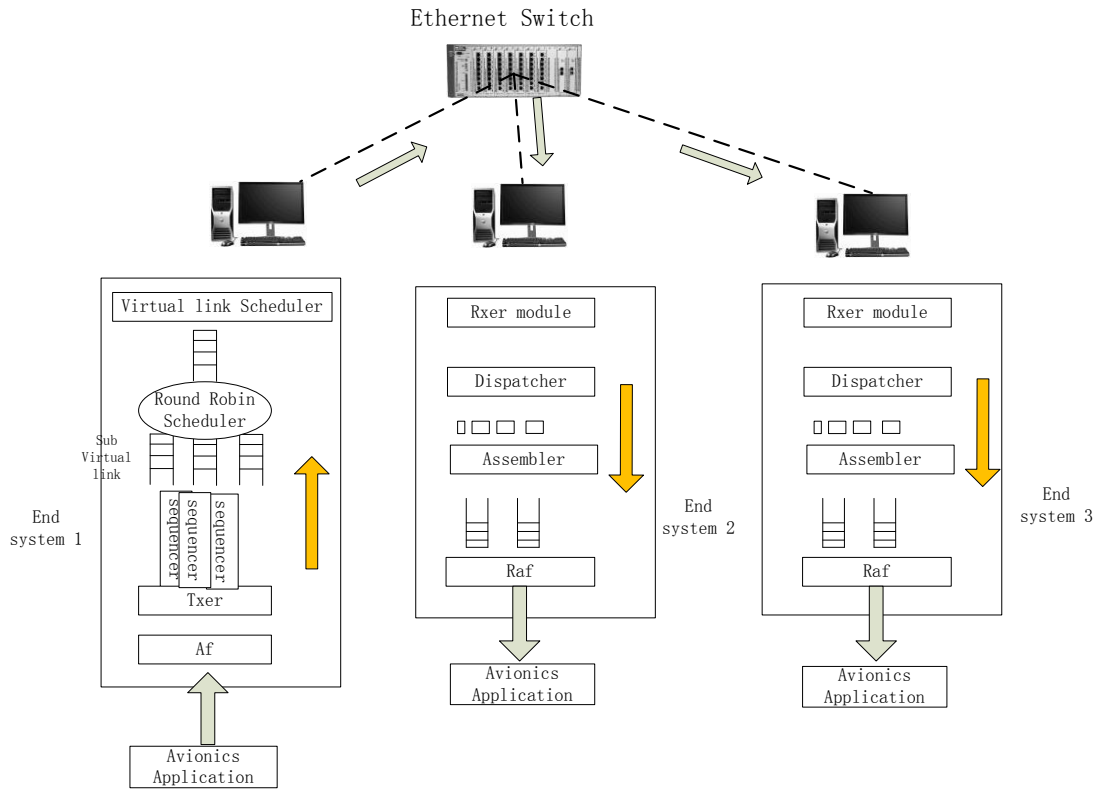 Ethernet Switch
Virtual link Scheduler
Round Robin
Scheduler
Sub
Virtual
link
sequencer
sequencer
sequencer
Txer
Af
End
system 1
Avionics
Application
Rxer module
Dispatcher
Assembler
Raf
End
system 2
Avionics
Application
Rxer module
Dispatcher
Assembler
Raf
End
system 3
Avionics
Application